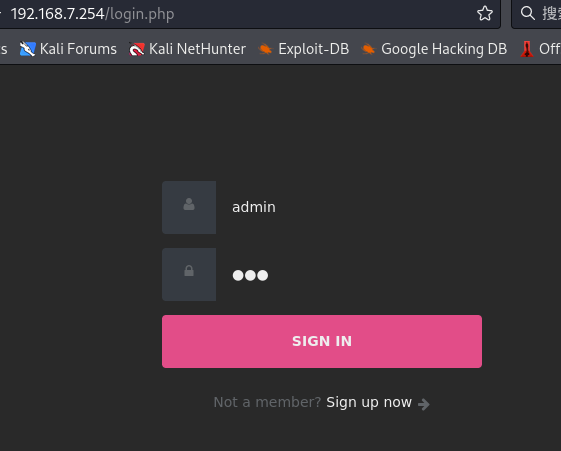 192.168.7.254/login.php 搜
s Kali Forums Kali NetHunter Exploit-DB Google Hacking DB Off
admin
●●●
SIGN IN
Not a member? Sign up now